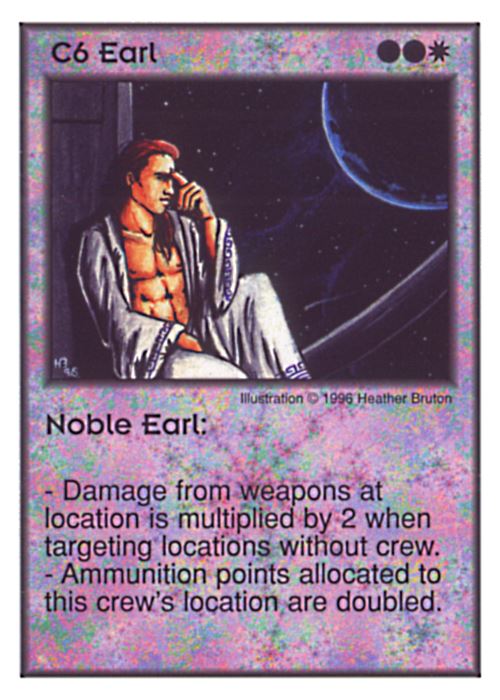 C6 Earl
Illustration © 1996 Heather Bruton
Noble Earl:
- Damage from weapons at
location is multiplied by 2 when
targeting locations without crew.
- Ammunition points allocated to
this crew's location are doubled.